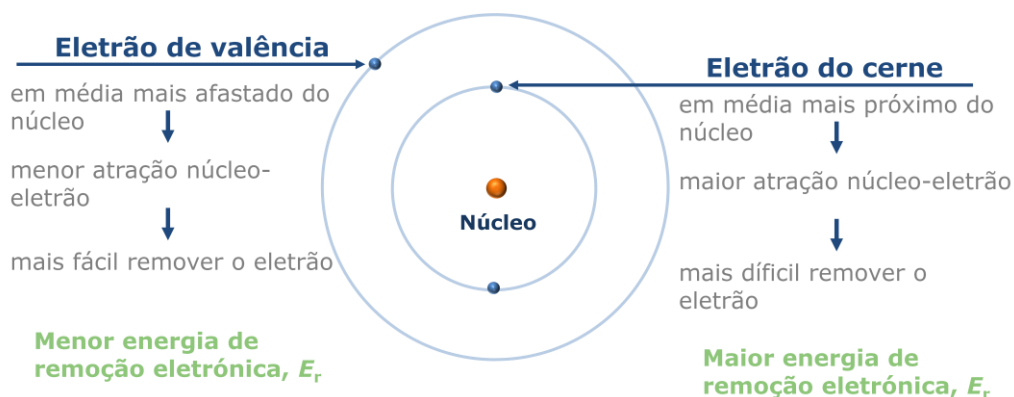 Eletrão de valência
em média mais afastado do
núcleo
menor atração núcleo-
eletrão
mais fácil remover o eletrão
Menor energia de
remoção eletrónica, Er
Núcleo
Eletrão do cerne
em média mais próximo do
núcleo
maior atração núcleo-eletrão
mais díficil remover o
eletrão
Maior energia de
remoção eletrónica, Er